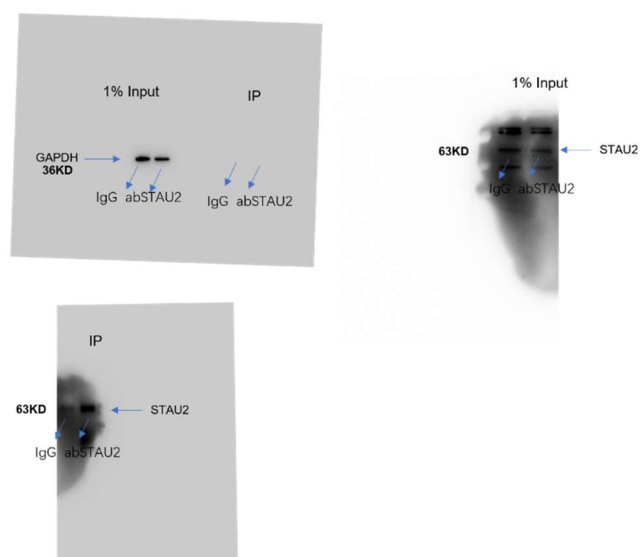 1% Input
IP
GAPDH
36KD
IgG abSTAU2
IgG abSTAU2
1% Input
63KD
STAU2
IgG abSTAU2
IP
63KD
STAU2
IgG abSTAU2